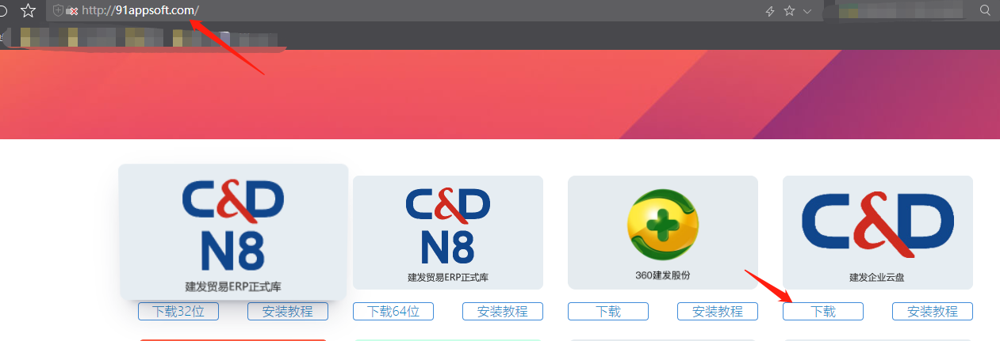 http://91appsoft.com/
C&D
N8
建发贸易ERP正式库
C&D
N8
建发贸易ERP正式库
360建发股份
C&D
建发企业云盘
下载32位
安装教程
下载64位
安装教程
下载
安装教程
下载
安装教程